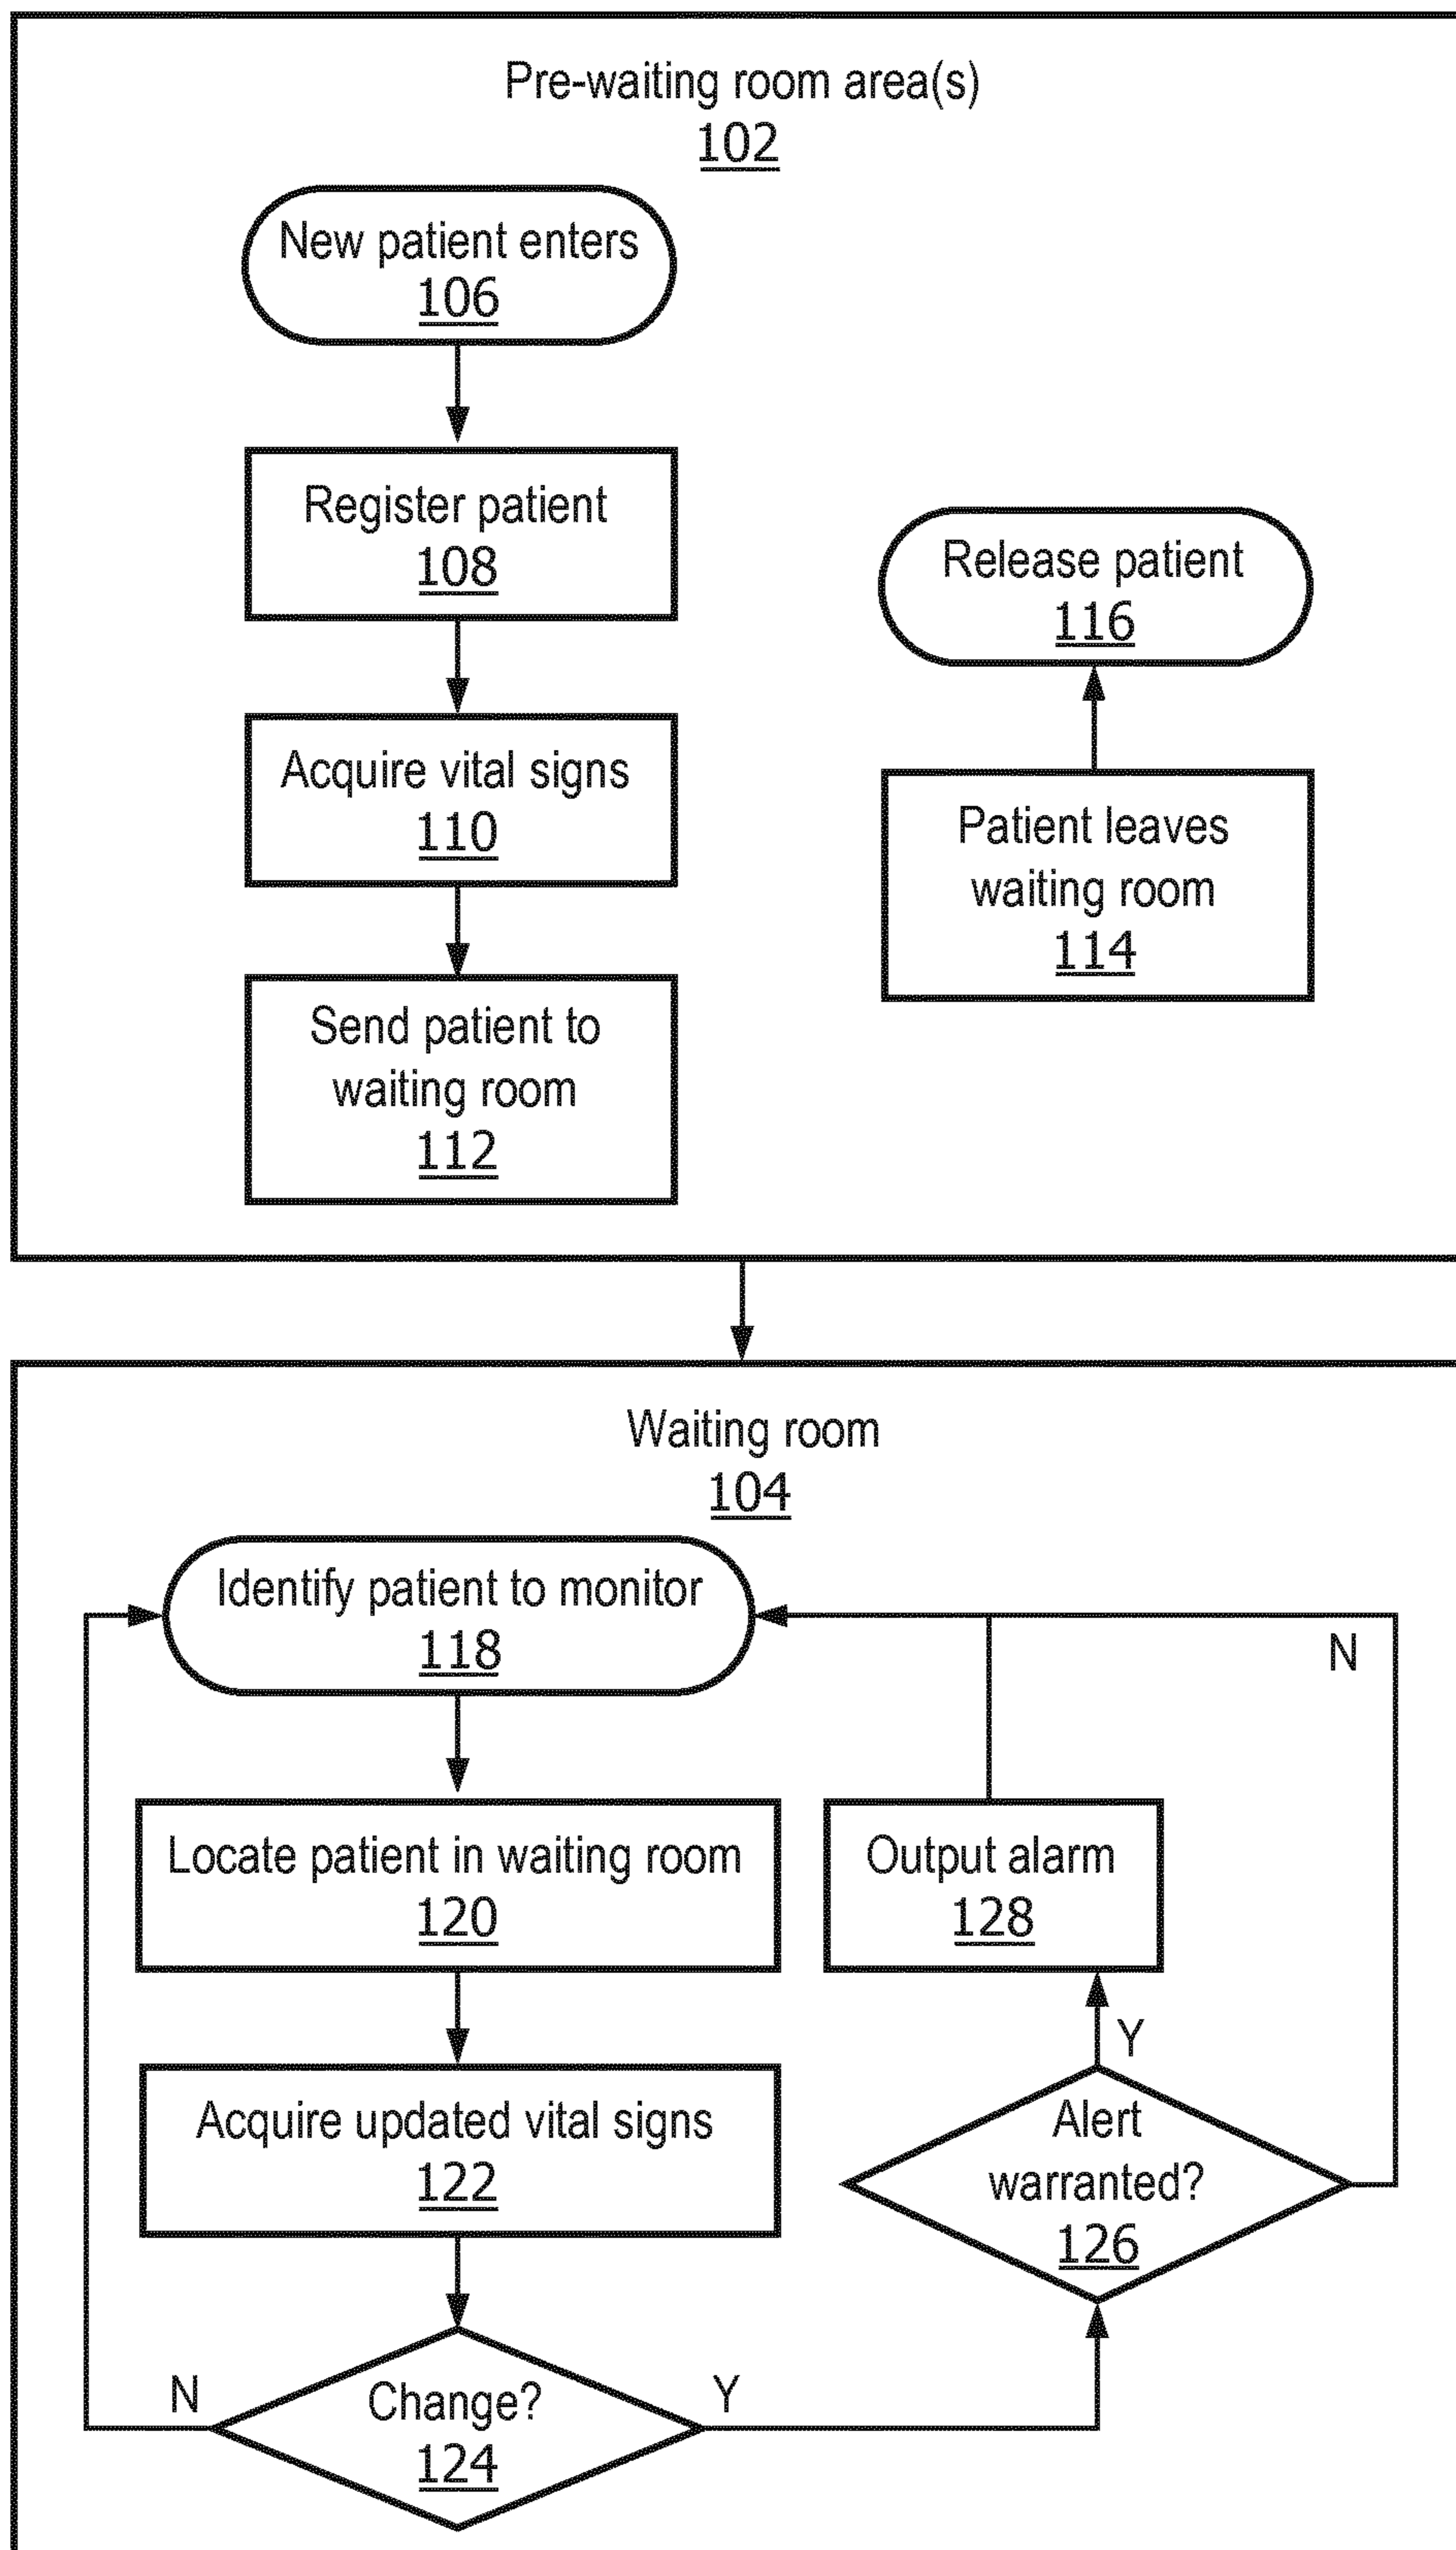 Pre-waiting room area(s)
102
New patient enters
106
Register patient
108
Acquire vital signs
110
Send patient to
waiting room
112
Release patient
116
Patient leaves
waiting room
114
Waiting room
104
Identify patient to monitor
118
N
Locate patient in waiting room
120
Output alarm
128
Y
Acquire updated vital signs
122
Alert
warranted?
126
N
Change?
124
Y